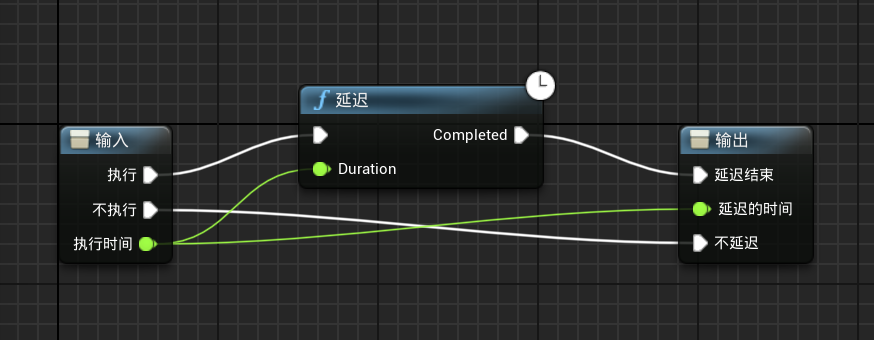 输入
执行
不执行
执行时间
延迟
Completed
Duration
输出
延迟结束
延迟的时间
不延迟